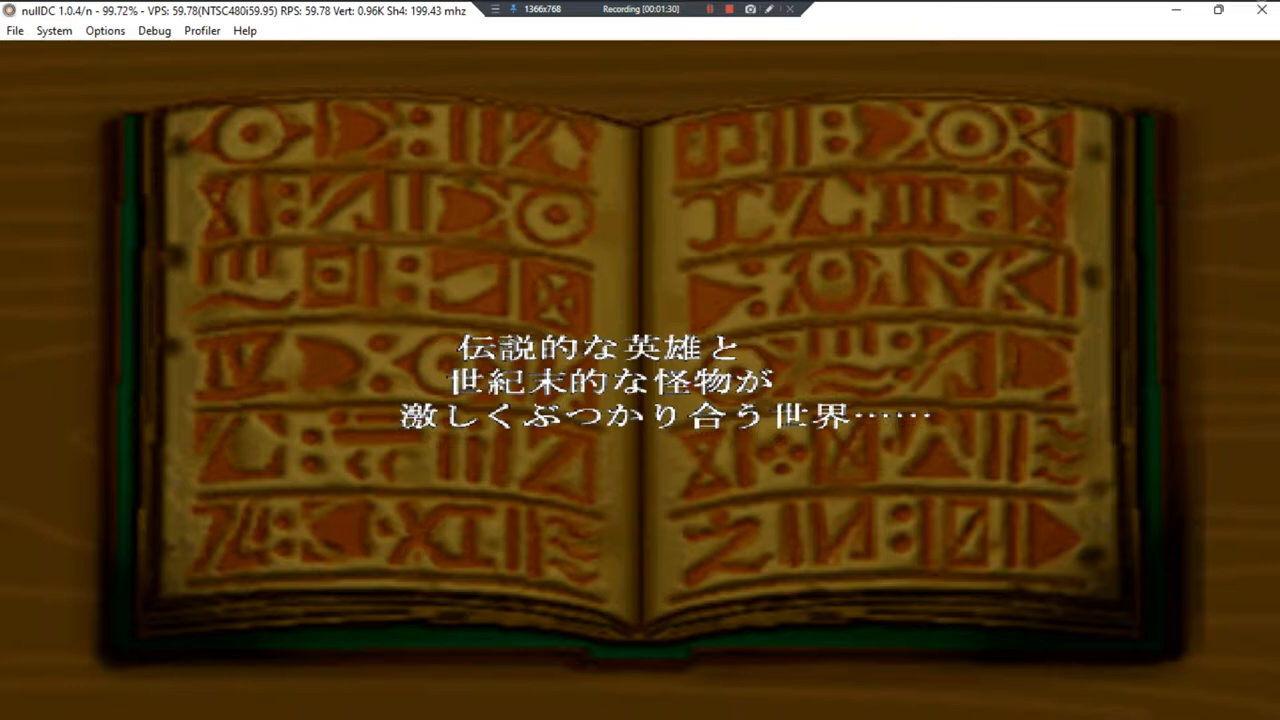 nullDC 1.0.4/n - 99.72% - VPS: 59.78(NTSC480i59.95) RPS: 59.78 Vert: 0.96K Sh4: 199.43 mhz
1366x768
Recording [00:01:30]
File System Options Debug Profiler Help
伝説的な英雄と
世紀末的な怪物が
激しくぶつかり合う世界……